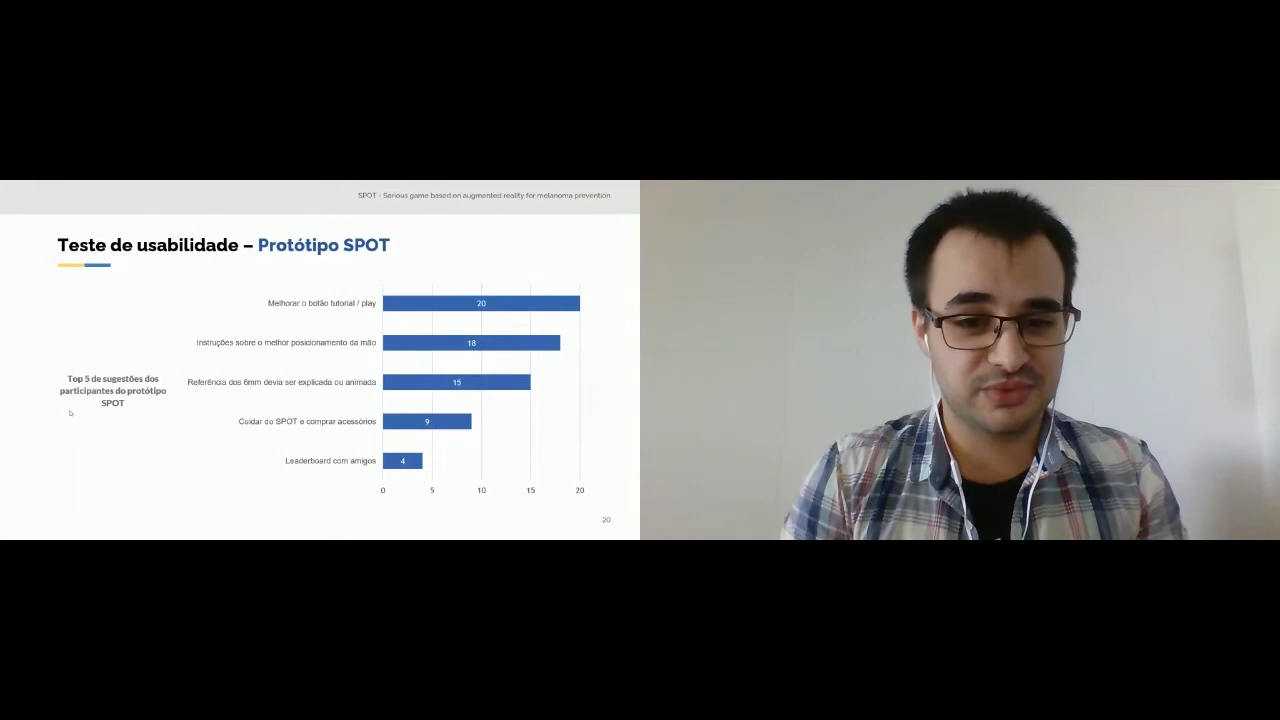 SPOT - Serious game based on augmented reality for melanoma prevention
Teste de usabilidade – Protótipo SPOT
Melhorar o botão tutorial / play
20
Instruções sobre o melhor posicionamento da mão
18
Top 5 de sugestões dos
participantes do protótipo
SPOT
Referência dos 6mm devia ser explicada ou animada
15
Cuidar do SPOT e comprar acessórios
9
Leaderboard com amigos
4
0 5 10 15 20
20